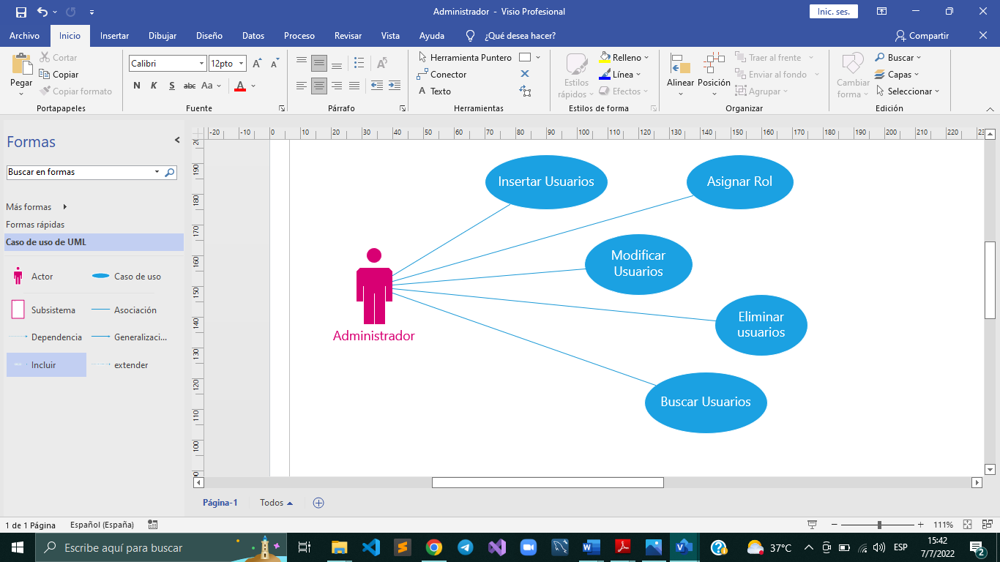 Administrador - Visio Profesional
Inic. ses.
Archivo Inicio Insertar Dibujar Diseño Datos Proceso Revisar Vista Ayuda ¿Qué desea hacer? Compartir
Pegar
Cortar
Copiar
Copiar formato
Portapapeles
Calibri 12pto
N K S abc Aa A
Fuente
Párrafo
Herramienta Puntero
Conector
A Texto
Herramientas
Estilos rápidos
Relleno
Línea
Efectos
Estilos de forma
Alinear Posición
Traer al frente
Enviar al fondo
Agrupar
Organizar
Cambiar forma
Buscar
Capas
Seleccionar
Edición
Formas
Buscar en formas
Más formas
Formas rápidas
Caso de uso de UML
Actor Caso de uso
Subsistema Asociación
Dependencia Generalizaci...
Incluir extender
-20 -10 0 10 20 30 40 50 60 70 80 90 100 110 120 130 140 150 160 170 180 190 200 210 220
190
180
170
160
150
140
130
120
110
100
Insertar Usuarios
Asignar Rol
Modificar
Usuarios
Eliminar
usuarios
Buscar Usuarios
Administrador
Página-1 Todos
1 de 1 Página Español (España) 111%
Escribe aquí para buscar
37°C ESP
15:42
7/7/2022
2